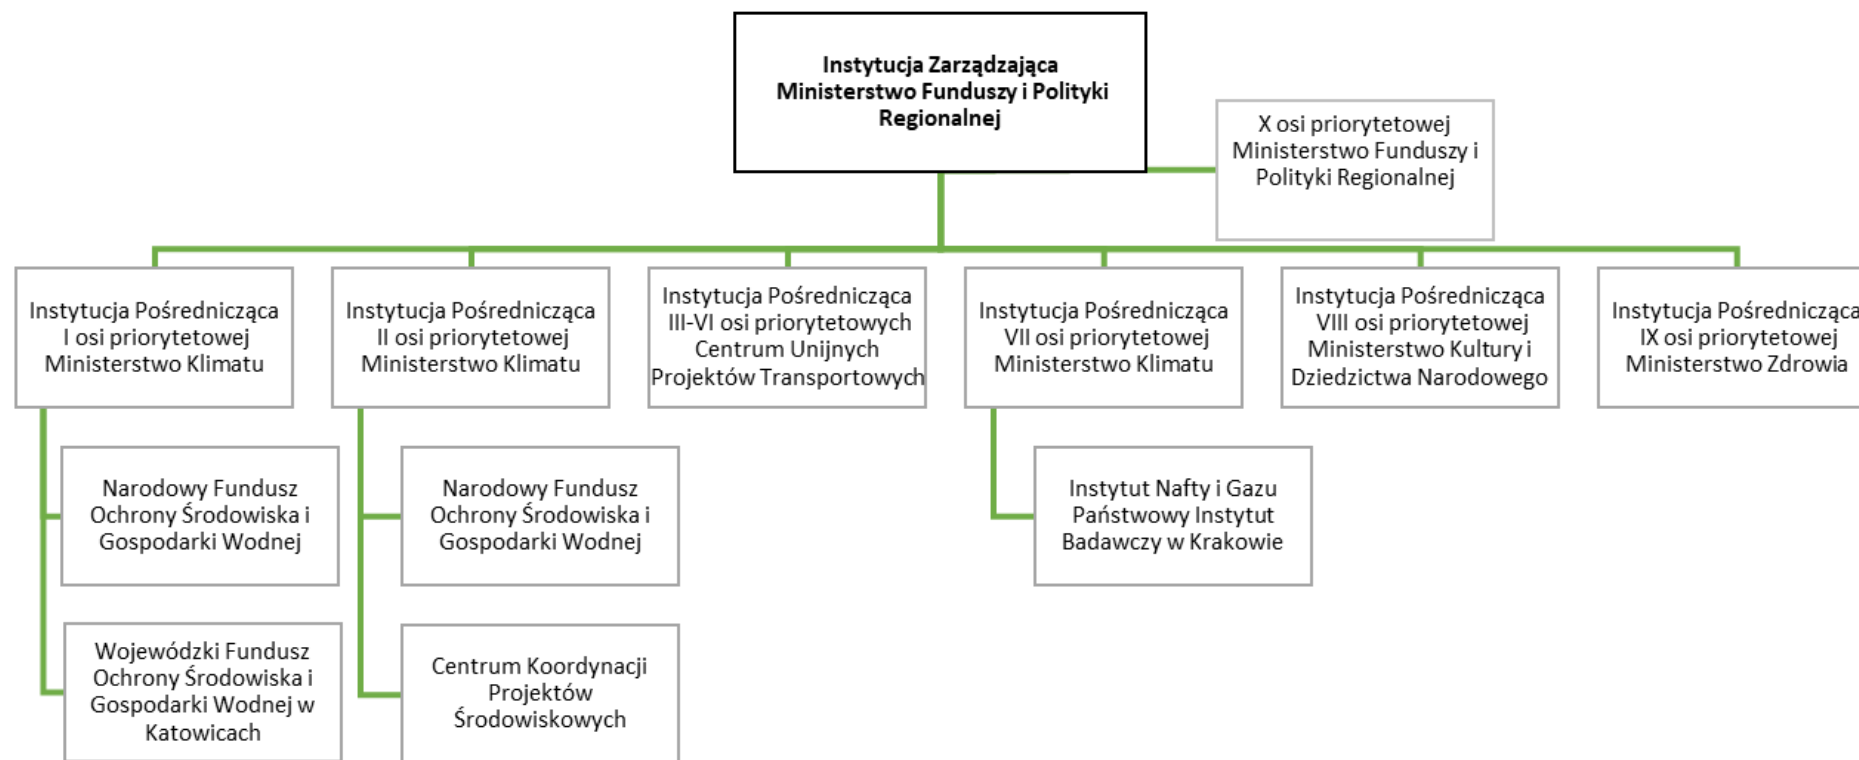 Instytucja Zarządzająca
Ministerstwo Funduszy i Polityki
Regionalnej
X osi priorytetowej
Ministerstwo Funduszy i
Polityki Regionalnej
Instytucja Pośrednicząca
I osi priorytetowej
Ministerstwo Klimatu
Instytucja Pośrednicząca
II osi priorytetowej
Ministerstwo Klimatu
Instytucja Pośrednicząca
III-VI osi priorytetowych
Centrum Unijnych
Projektów Transportowych
Instytucja Pośrednicząca
VII osi priorytetowej
Ministerstwo Klimatu
Instytucja Pośrednicząca
VIII osi priorytetowej
Ministerstwo Kultury i
Dziedzictwa Narodowego
Instytucja Pośrednicząca
IX osi priorytetowej
Ministerstwo Zdrowia
Narodowy Fundusz
Ochrony Środowiska i
Gospodarki Wodnej
Narodowy Fundusz
Ochrony Środowiska i
Gospodarki Wodnej
Instytut Nafty i Gazu
Państwowy Instytut
Badawczy w Krakowie
Wojewódzki Fundusz
Ochrony Środowiska i
Gospodarki Wodnej w
Katowicach
Centrum Koordynacji
Projektów
Środowiskowych